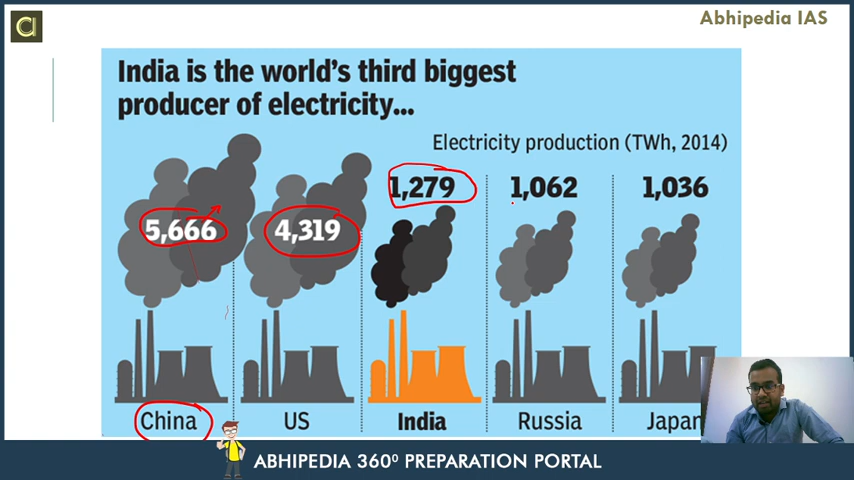 Abhipedia IAS
India is the world's third biggest
producer of electricity...
Electricity production (TWh, 2014)
5,666
4,319
1,279
1,062
1,036
China
US
India
Russia
Japan
ABHIPEDIA 360⁰ PREPARATION PORTAL